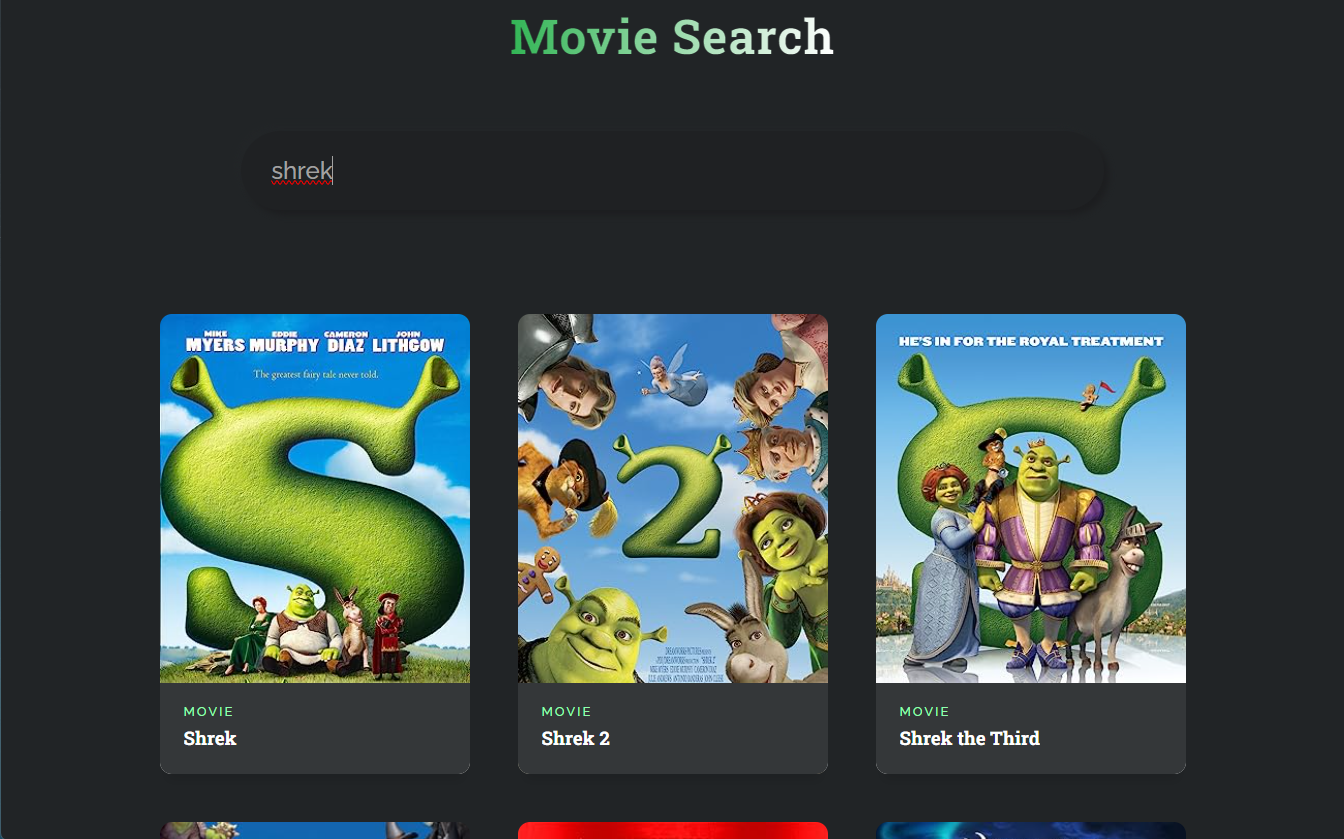 Movie Search
shrek
MIKE MYERS EDDIE MURPHY CAMERON DIAZ JOHN LITHGOW
The greatest fairy tale never told.
2
HE'S IN FOR THE ROYAL TREATMENT
MOVIE
Shrek
MOVIE
Shrek 2
MOVIE
Shrek the Third